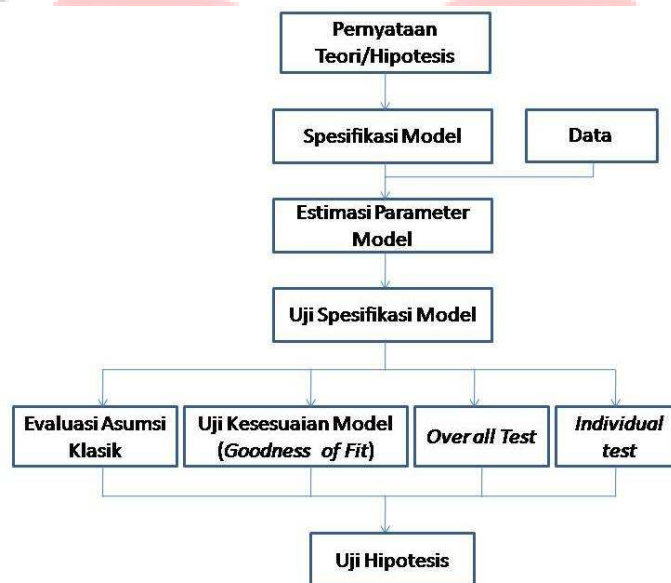 Pernyataan
Teori/Hipotesis
Spesifikasi Model
Data
Estimasi Parameter
Model
Uji Spesifikasi Model
Evaluasi Asumsi
Klasik
Uji Kesesuaian Model
(Goodness of Fit)
Over all Test
Individual
test
Uji Hipotesis